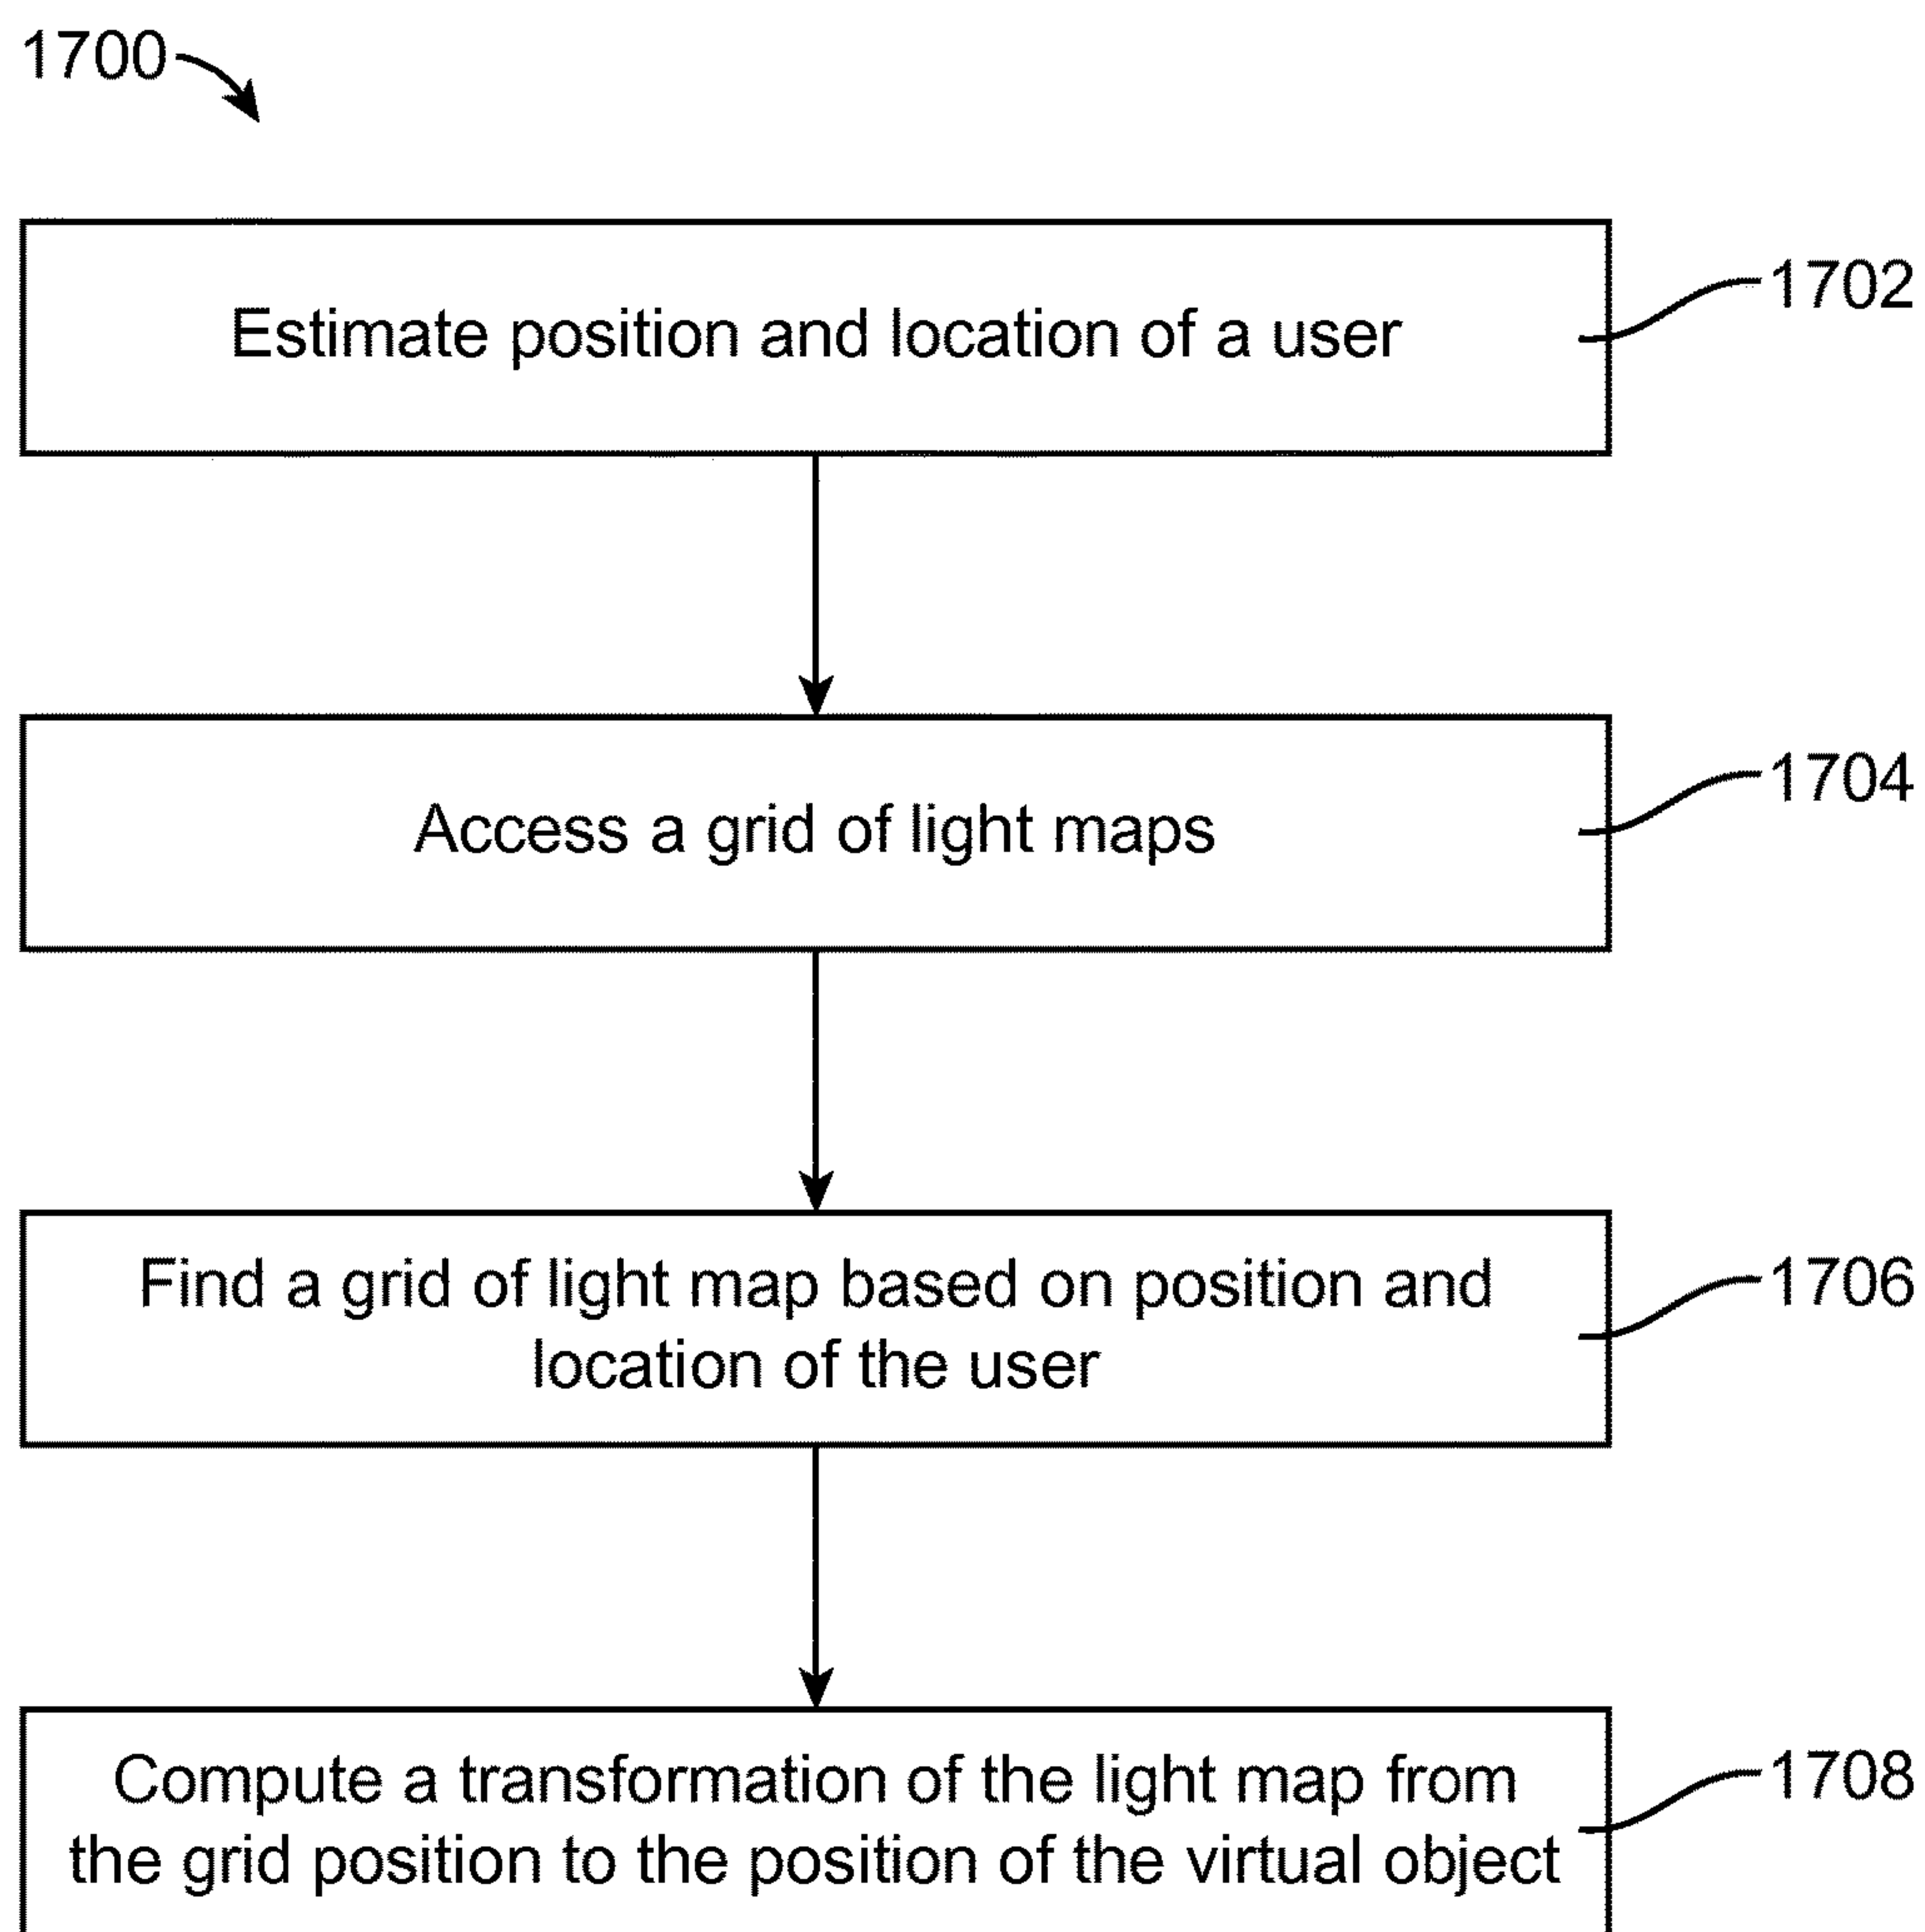 1700
Estimate position and location of a user
1702
Access a grid of light maps
1704
Find a grid of light map based on position and
location of the user
1706
Compute a transformation of the light map from
the grid position to the position of the virtual object
1708